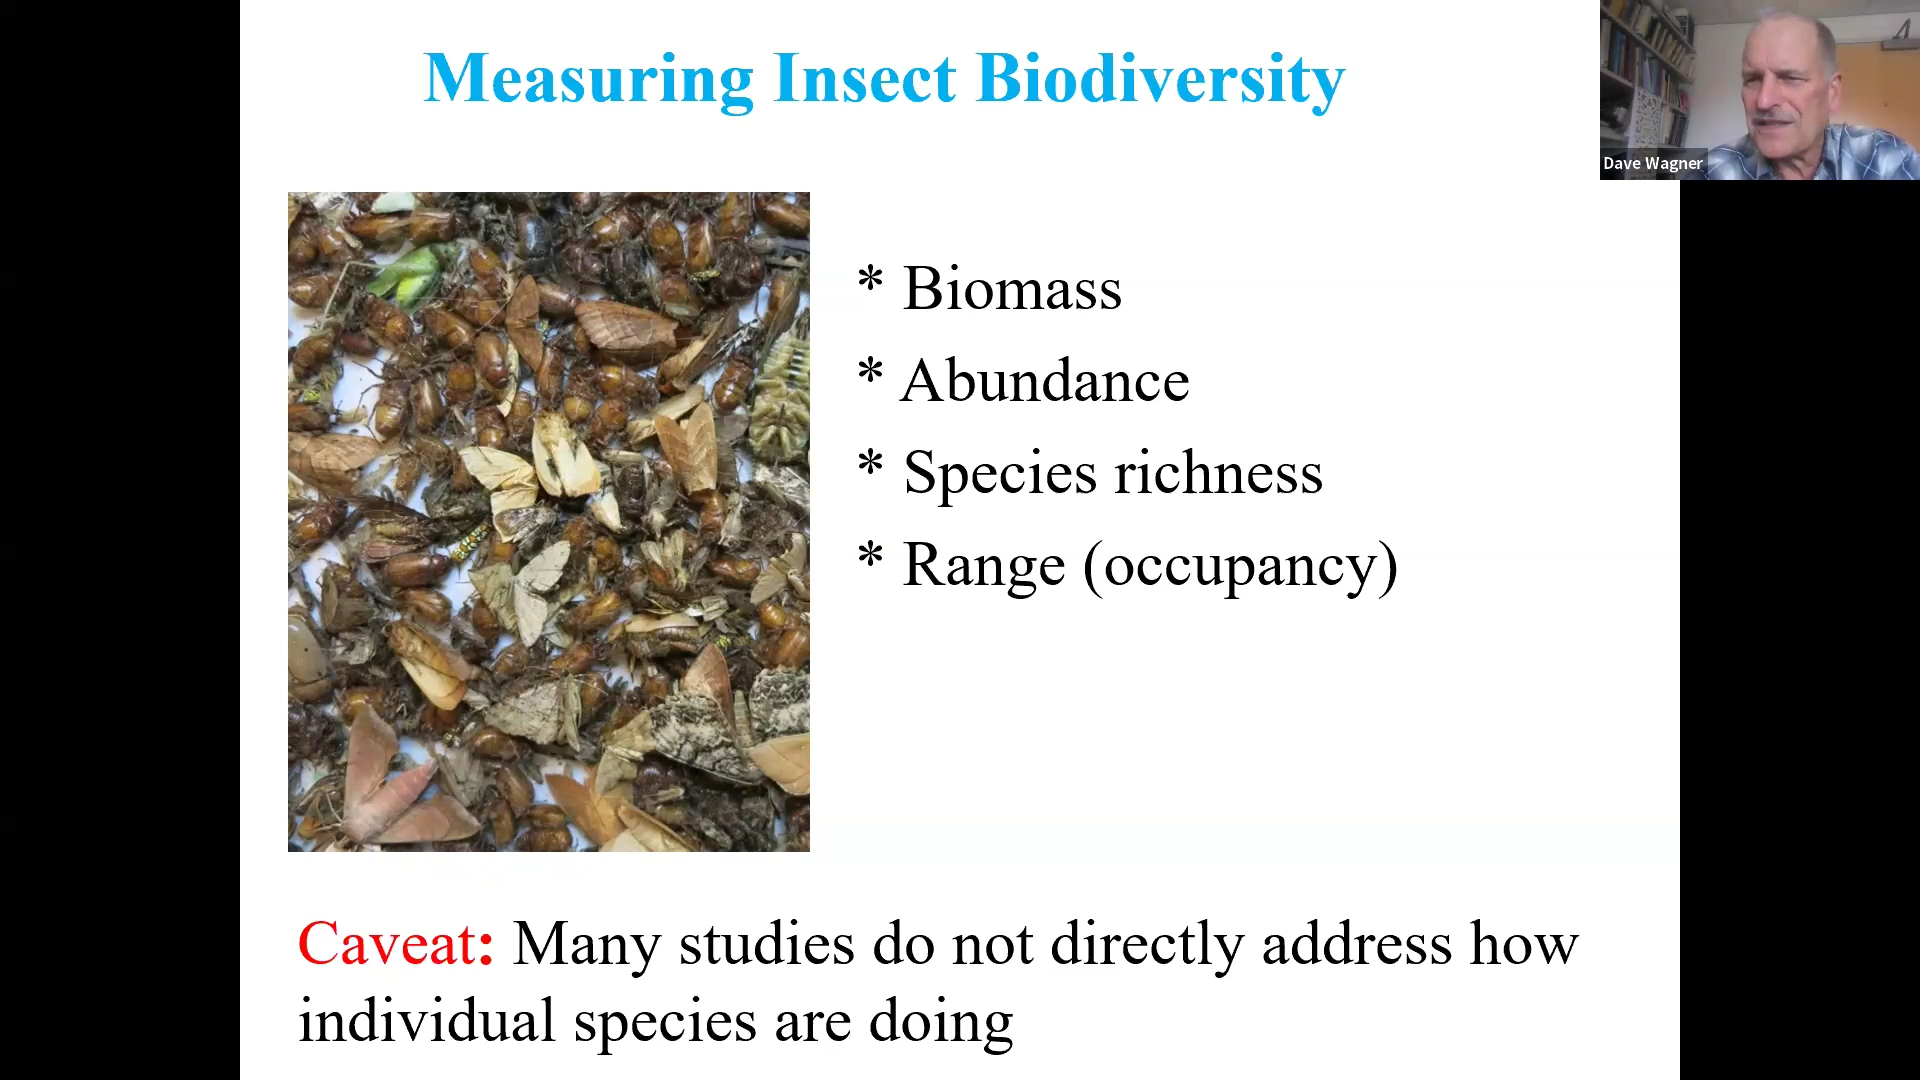 Measuring Insect Biodiversity
Dave Wagner
* Biomass
* Abundance
* Species richness
* Range (occupancy)
Caveat: Many studies do not directly address how
individual species are doing